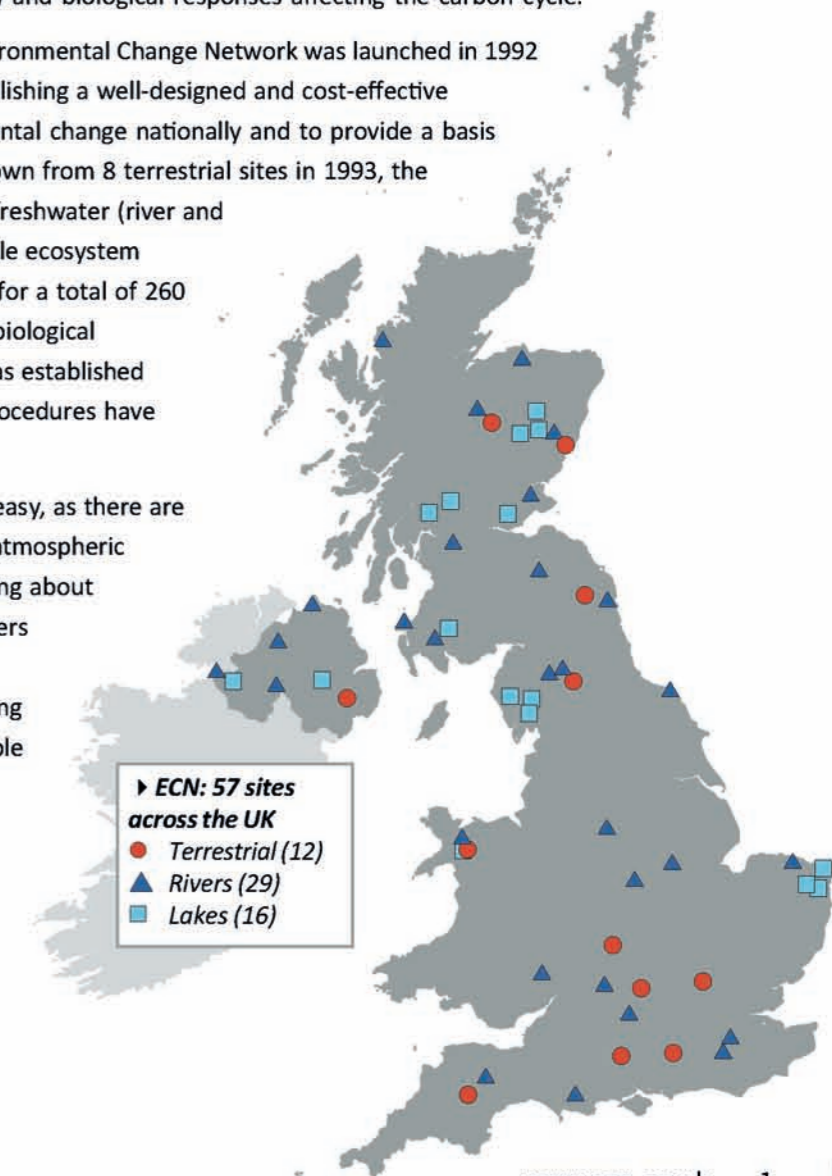 and biological responses affecting the carbon cycle.
ronmental Change Network was launched in 1992
lishing a well-designed and cost-effective
ntal change nationally and to provide a basis
own from 8 terrestrial sites in 1993, the
freshwater (river and
le ecosystem
for a total of 260
biological
as established
ocedures have
easy, as there are
atmospheric
ng about
ers
ng
ple
ECN: 57 sites
across the UK
Terrestrial (12)
Rivers (29)
Lakes (16)